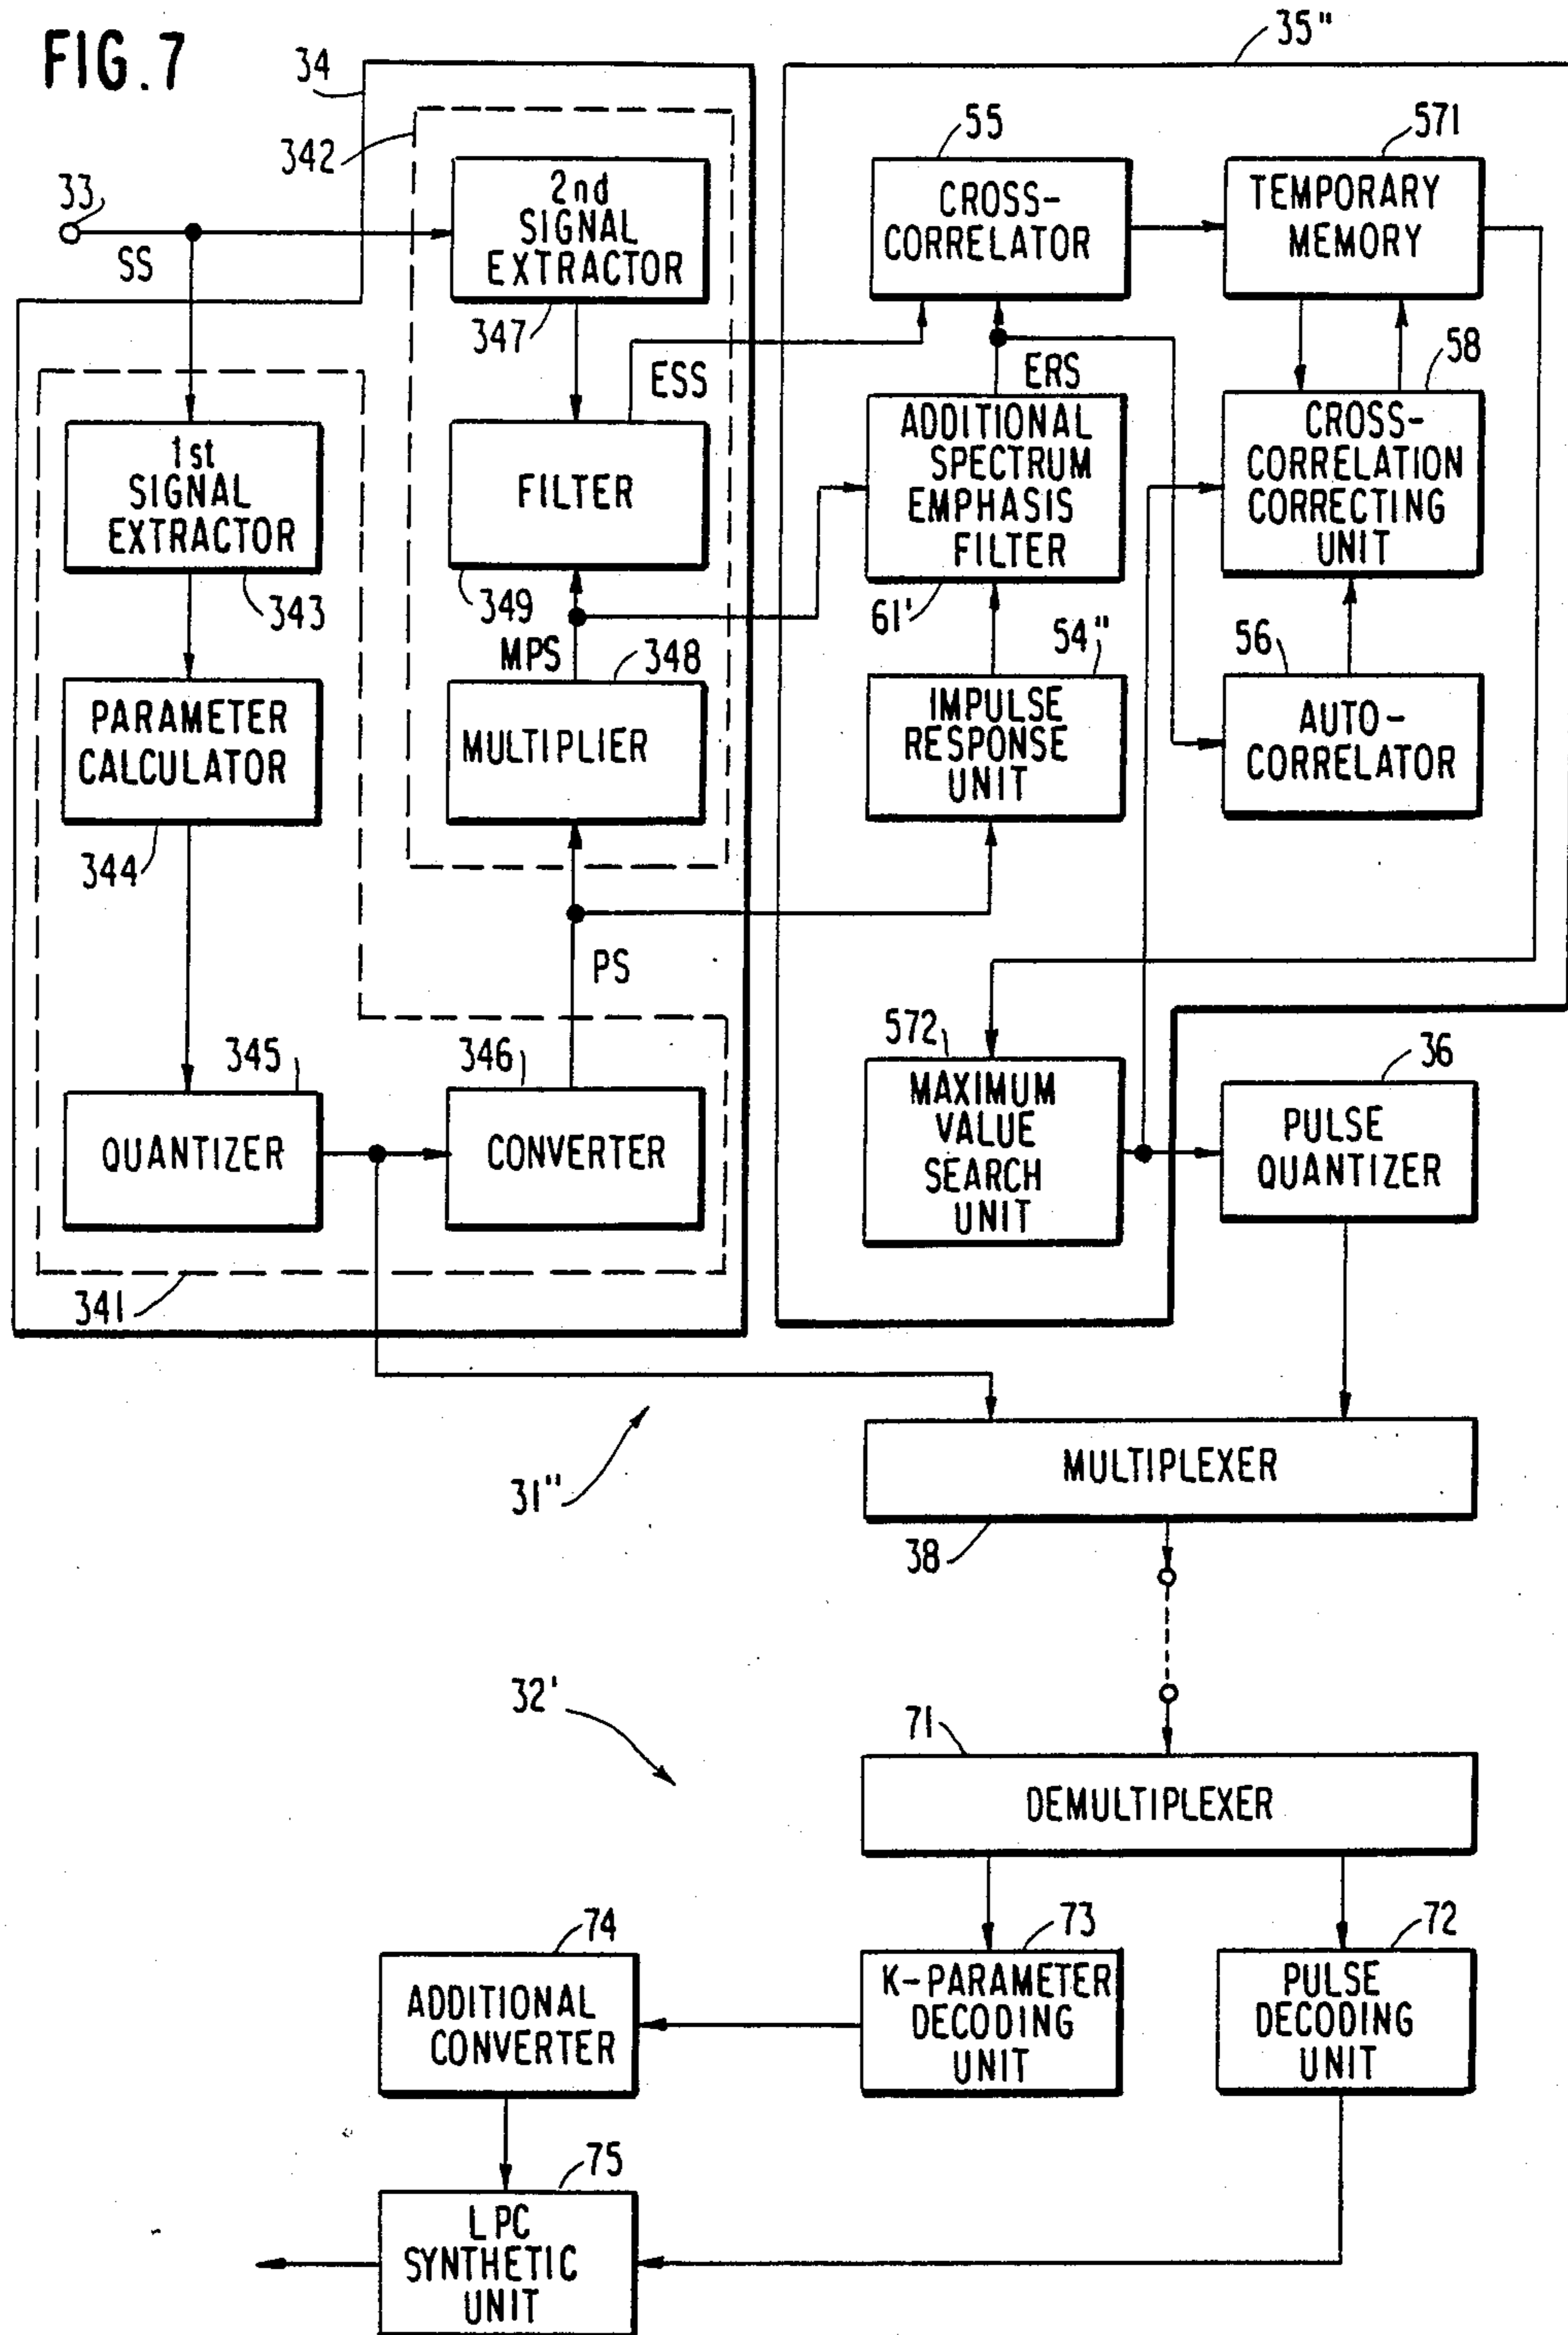 FIG. 7
34
35"
342
33
SS
2nd
SIGNAL
EXTRACTOR
347
55
CROSS-
CORRELATOR
571
TEMPORARY
MEMORY
ESS
ERS
58
1st
SIGNAL
EXTRACTOR
343
FILTER
349
ADDITIONAL
SPECTRUM
EMPHASIS
FILTER
61'
CROSS-
CORRELATION
CORRECTING
UNIT
MPS
348
54"
56
PARAMETER
CALCULATOR
344
MULTIPLIER
IMPULSE
RESPONSE
UNIT
AUTO-
CORRELATOR
PS
345
346
572
36
QUANTIZER
CONVERTER
MAXIMUM
VALUE
SEARCH
UNIT
PULSE
QUANTIZER
341
31"
MULTIPLEXER
38
32'
71
DEMULTIPLEXER
74
73
72
ADDITIONAL
CONVERTER
K-PARAMETER
DECODING
UNIT
PULSE
DECODING
UNIT
75
LPC
SYNTHETIC
UNIT